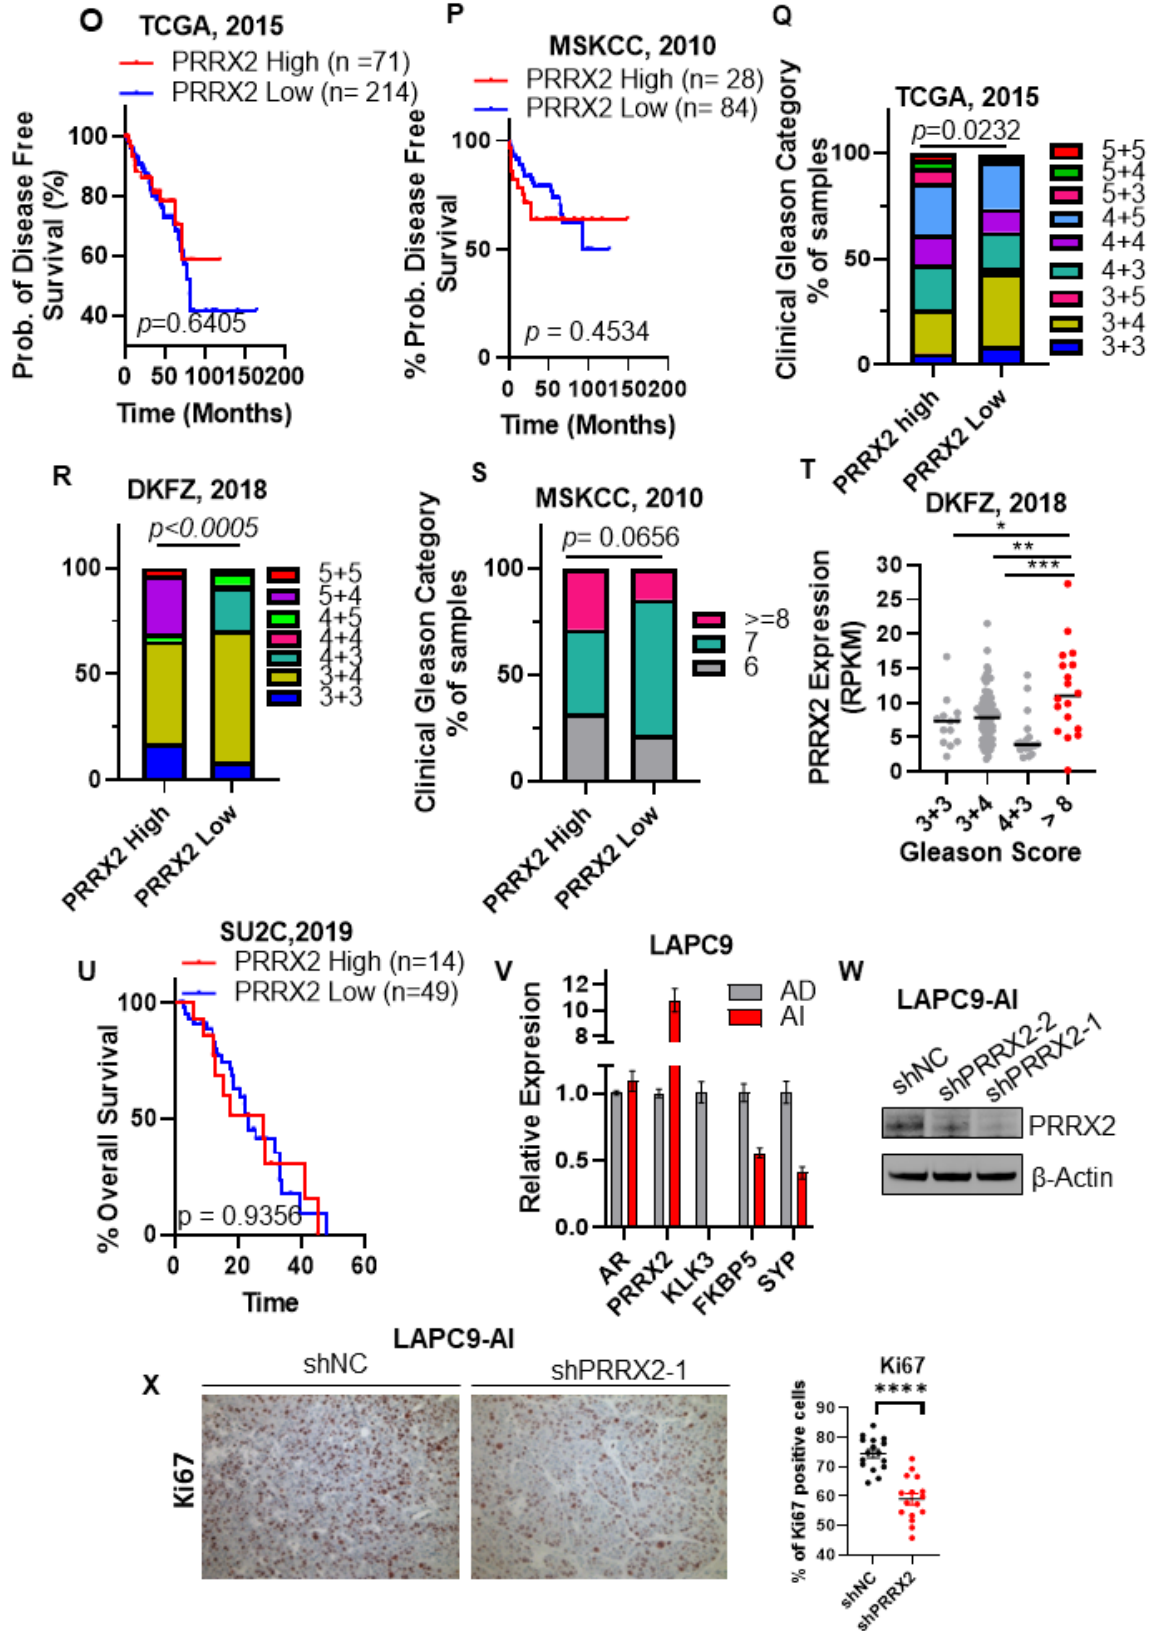 O
TCGA, 2015
PRRX2 High (n =71)
PRRX2 Low (n= 214)
Prob. of Disease Free
Survival (%)
100
80
60
40
p=0.6405
0 50 100 150 200
Time (Months)
P
MSKCC, 2010
PRRX2 High (n= 28)
PRRX2 Low (n= 84)
% Prob. Disease Free
Survival
100
50
0
p = 0.4534
0 50 100 150 200
Time (Months)
Q
TCGA, 2015
p=0.0232
Clinical Gleason Category
% of samples
100
50
0
5+5
5+4
5+3
4+5
4+4
4+3
3+5
3+4
3+3
PRRX2 high
PRRX2 Low
R
DKFZ, 2018
p<0.0005
100
50
0
5+5
5+4
4+5
4+4
4+3
3+4
3+3
PRRX2 High
PRRX2 Low
S
MSKCC, 2010
p= 0.0656
Clinical Gleason Category
% of samples
100
50
0
>=8
7
6
PRRX2 High
PRRX2 Low
T
DKFZ, 2018
*
**
***
PRRX2 Expression
(RPKM)
30
25
20
15
10
5
0
3+3
3+4
4+3
> 8
Gleason Score
U
SU2C,2019
PRRX2 High (n=14)
PRRX2 Low (n=49)
% Overall Survival
100
50
0
p = 0.9356
0 20 40 60
Time
V
LAPC9
AD
AI
Relative Expresion
12
10
8
1.0
0.5
0.0
AR
PRRX2
KLK3
FKBP5
SYP
W
LAPC9-AI
shNC
shPRRX2-2
shPRRX2-1
PRRX2
β-Actin
X
LAPC9-AI
shNC
shPRRX2-1
Ki67
Ki67
****
% of Ki67 positive cells
90
80
70
60
50
40
shNC
shPRRX2